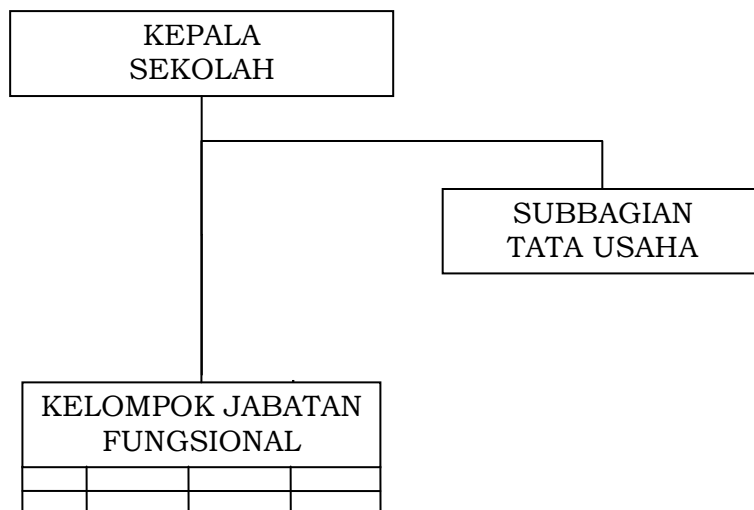 KEPALA
SEKOLAH
SUBBAGIAN
TATA USAHA
KELOMPOK JABATAN
FUNGSIONAL